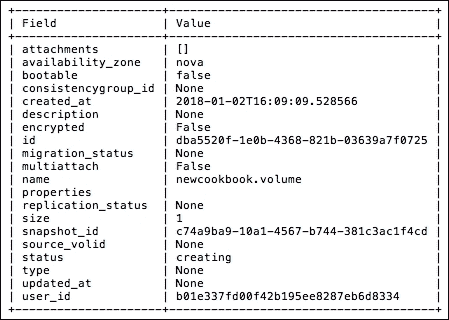 +---------------------+--------------------------------------+
| Field | Value |
+---------------------+--------------------------------------+
| attachments | [] |
| availability_zone | nova |
| bootable | false |
| consistencygroup_id | None |
| created_at | 2018-01-02T16:09:09.528566 |
| description | None |
| encrypted | False |
| id | dba5520f-1e0b-4368-821b-03639a7f0725 |
| migration_status | None |
| multiattach | False |
| name | newcookbook.volume |
| properties | |
| replication_status | None |
| size | 1 |
| snapshot_id | c74a9ba9-10a1-4567-b744-381c3ac1f4cd |
| source_volid | None |
| status | creating |
| type | None |
| updated_at | None |
| user_id | b01e337fd00f42b195ee8287eb6d8334 |
+---------------------+--------------------------------------+